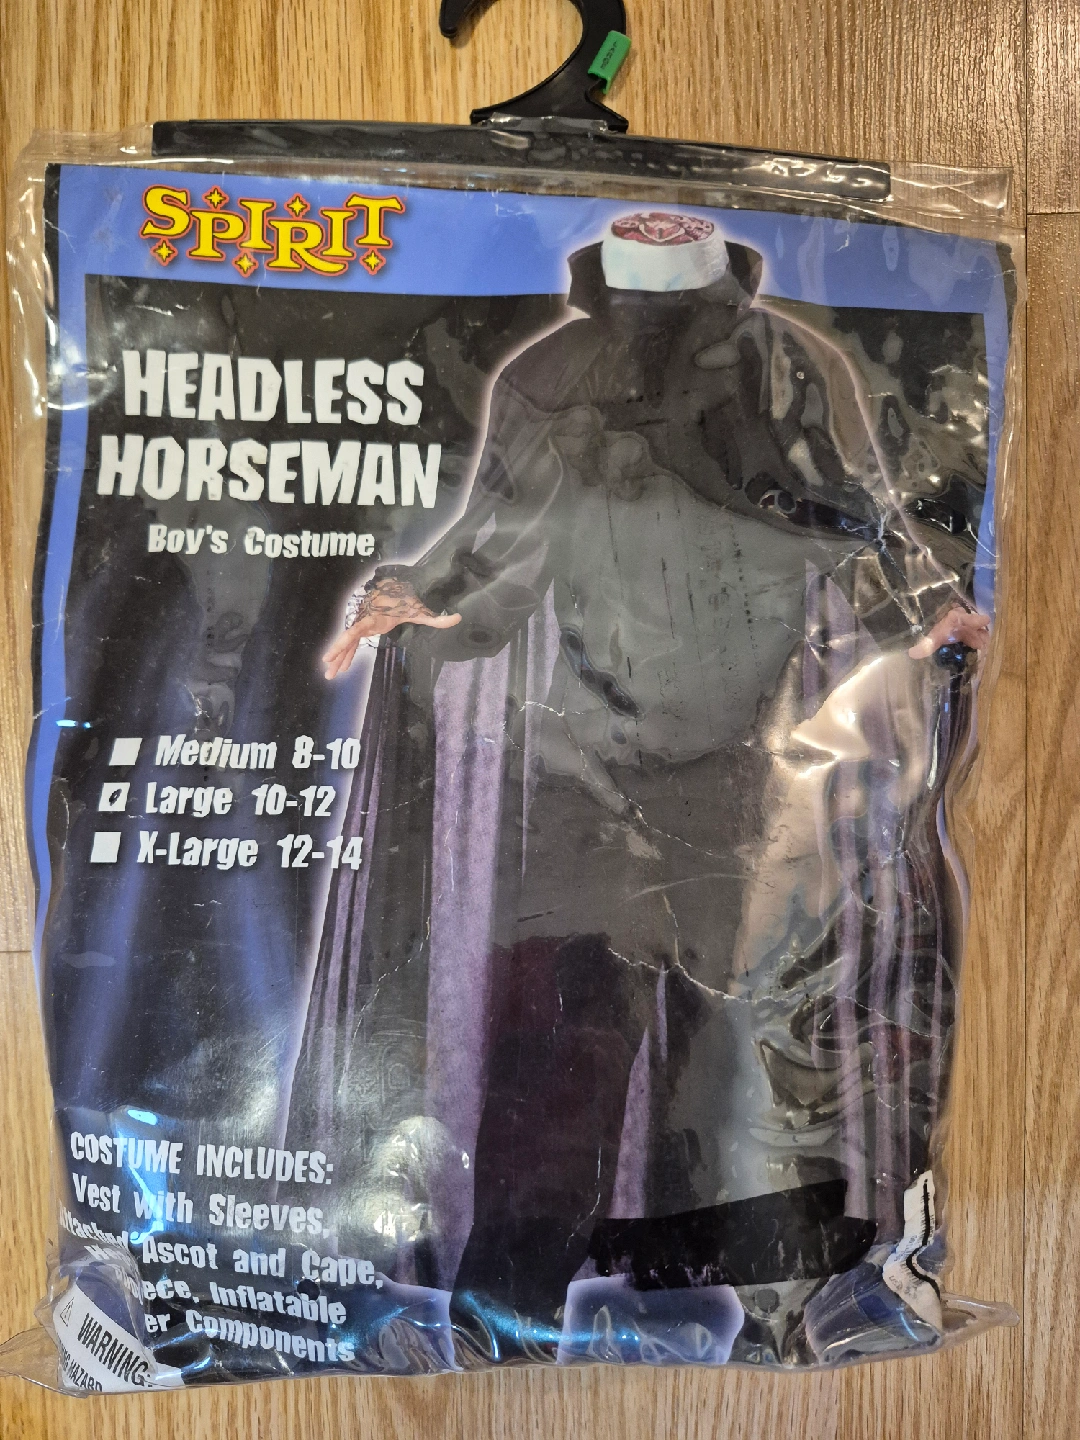 SPIRIT
HEADLESS
HORSEMAN
Boy's Costume
Medium 8-10
Large 10-12
X-Large 12-14
COSTUME INCLUDES:
Vest with Sleeves,
Ascot and Cape,
Inflatable
Components
WARNING:
HAZARD